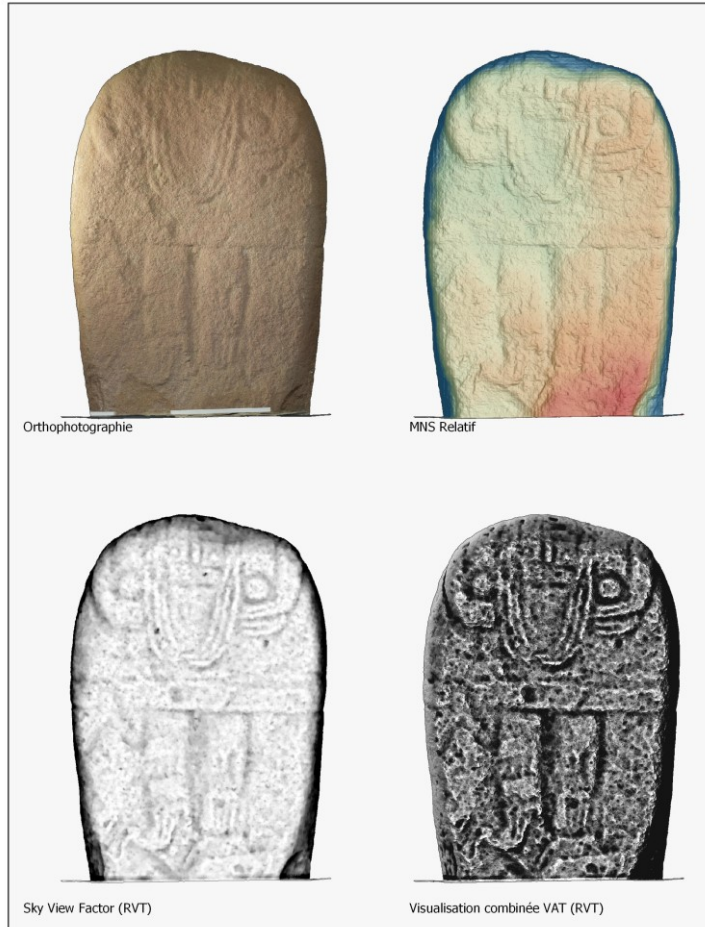 Orthophotographie
MNS Relatif
Sky View Factor (RVT)
Visualisation combinée VAT (RVT)